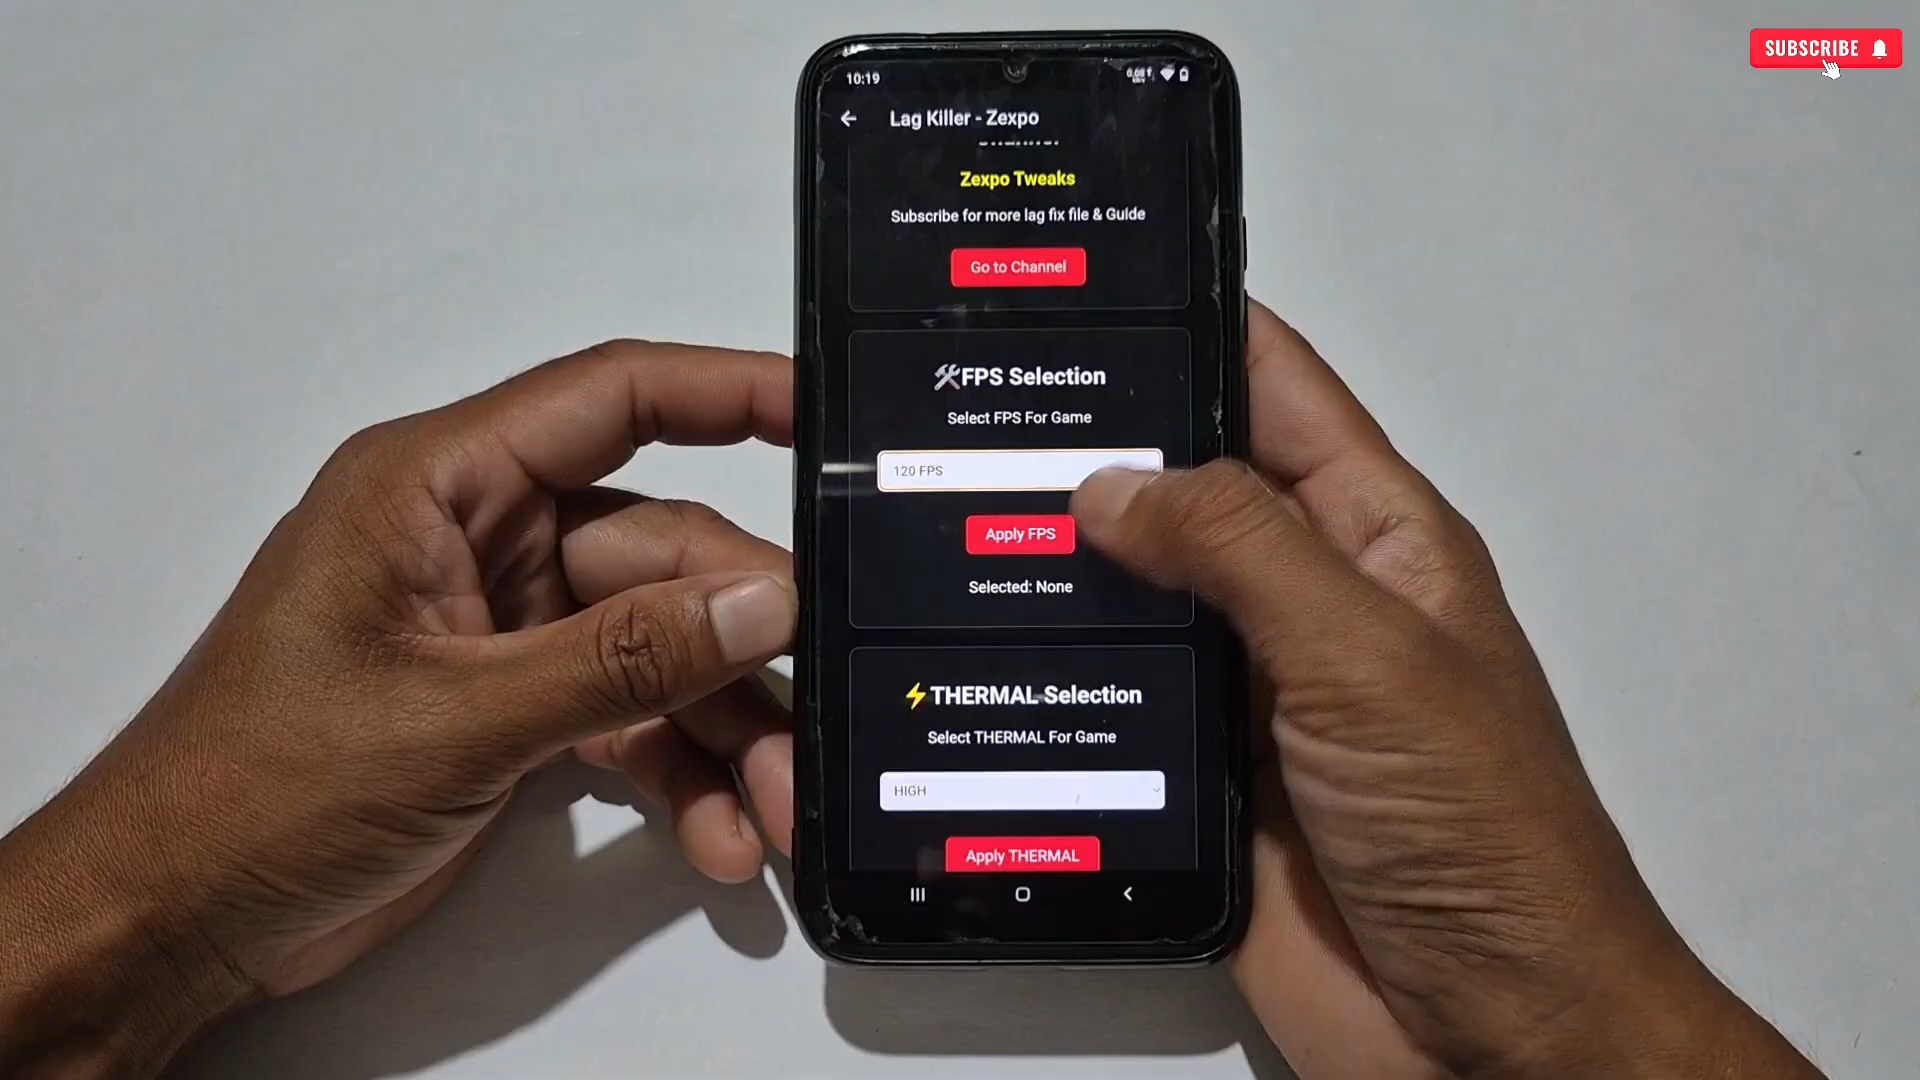 SUBSCRIBE
10:19
Lag Killer - Zexpo
Zexpo Tweaks
Subscribe for more lag fix file & Guide
Go to Channel
🛠FPS Selection
Select FPS For Game
120 FPS
Apply FPS
Selected: None
⚡THERMAL Selection
Select THERMAL For Game
HIGH
Apply THERMAL